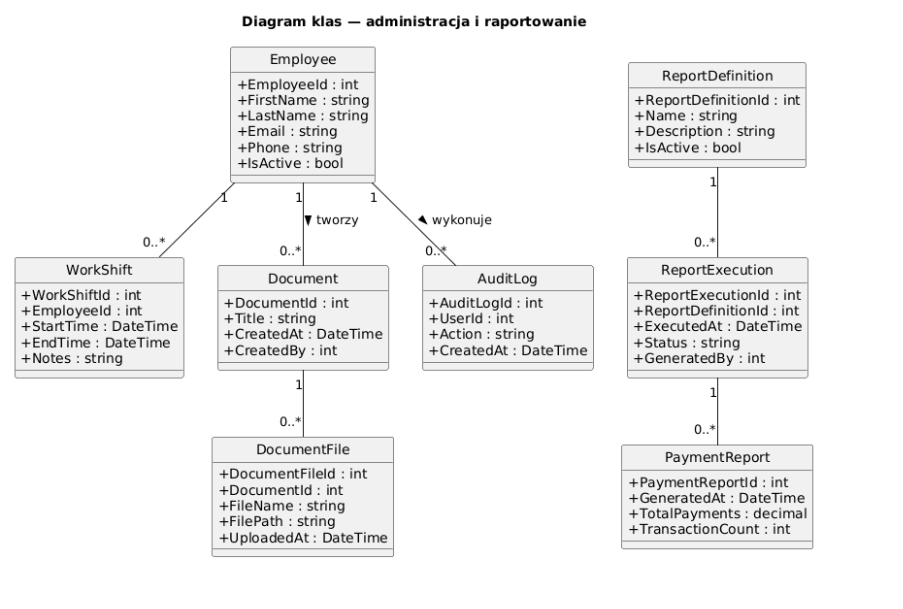 Diagram klas — administracja i raportowanie
Employee
+EmployeeId : int
+FirstName : string
+LastName : string
+Email : string
+Phone : string
+IsActive : bool
ReportDefinition
+ReportDefinitionId : int
+Name : string
+Description : string
+IsActive : bool
1
1
1
1
tworzy
wykonuje
0..*
0..*
0..*
0..*
WorkShift
+WorkShiftId : int
+EmployeeId : int
+StartTime : DateTime
+EndTime : DateTime
+Notes : string
Document
+DocumentId : int
+Title : string
+CreatedAt : DateTime
+CreatedBy : int
AuditLog
+AuditLogId : int
+UserId : int
+Action : string
+CreatedAt : DateTime
ReportExecution
+ReportExecutionId : int
+ReportDefinitionId : int
+ExecutedAt : DateTime
+Status : string
+GeneratedBy : int
1
1
0..*
0..*
DocumentFile
+DocumentFileId : int
+DocumentId : int
+FileName : string
+FilePath : string
+UploadedAt : DateTime
PaymentReport
+PaymentReportId : int
+GeneratedAt : DateTime
+TotalPayments : decimal
+TransactionCount : int